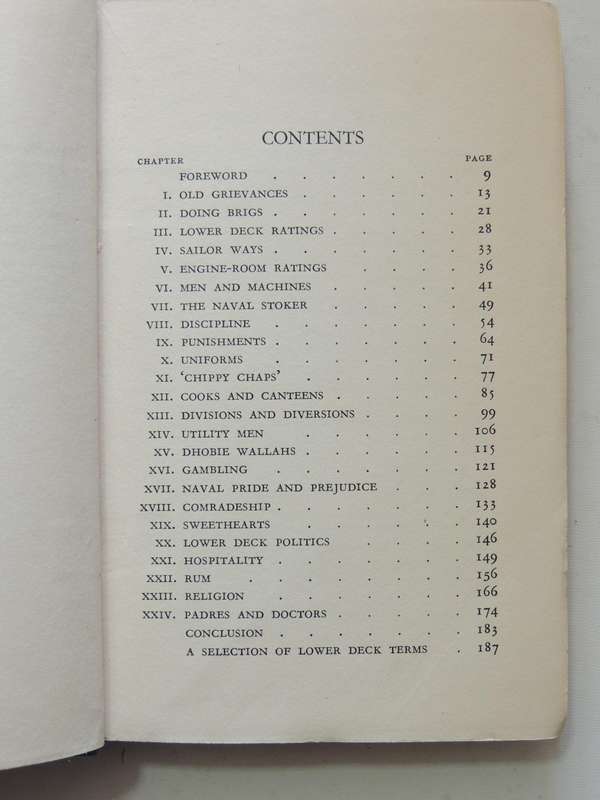 CONTENTS
CHAPTER PAGE
FOREWORD . . . . . . . 9
I. OLD GRIEVANCES . . . . . . 13
II. DOING BRIGS . . . . . . . 21
III. LOWER DECK RATINGS . . . . . 28
IV. SAILOR WAYS . . . . . . . 33
V. ENGINE-ROOM RATINGS . . . . 36
VI. MEN AND MACHINES . . . . . 41
VII. THE NAVAL STOKER . . . . . 49
VIII. DISCIPLINE . . . . . . . 54
IX. PUNISHMENTS . . . . . . . 64
X. UNIFORMS . . . . . . . 71
XI. ‘CHIPPY CHAPS’ . . . . . . 77
XII. COOKS AND CANTEENS . . . . . 85
XIII. DIVISIONS AND DIVERSIONS . . . . 99
XIV. UTILITY MEN . . . . . . 106
XV. DHOBIE WALLAHS . . . . . . 115
XVI. GAMBLING . . . . . . . 121
XVII. NAVAL PRIDE AND PREJUDICE . . . 128
XVIII. COMRADESHIP . . . . . . . 133
XIX. SWEETHEARTS . . . . . . 140
XX. LOWER DECK POLITICS . . . . 146
XXI. HOSPITALITY . . . . . . . 149
XXII. RUM . . . . . . . . 156
XXIII. RELIGION . . . . . . . 166
XXIV. PADRES AND DOCTORS . . . . . 174
CONCLUSION . . . . . . . 183
A SELECTION OF LOWER DECK TERMS . 187